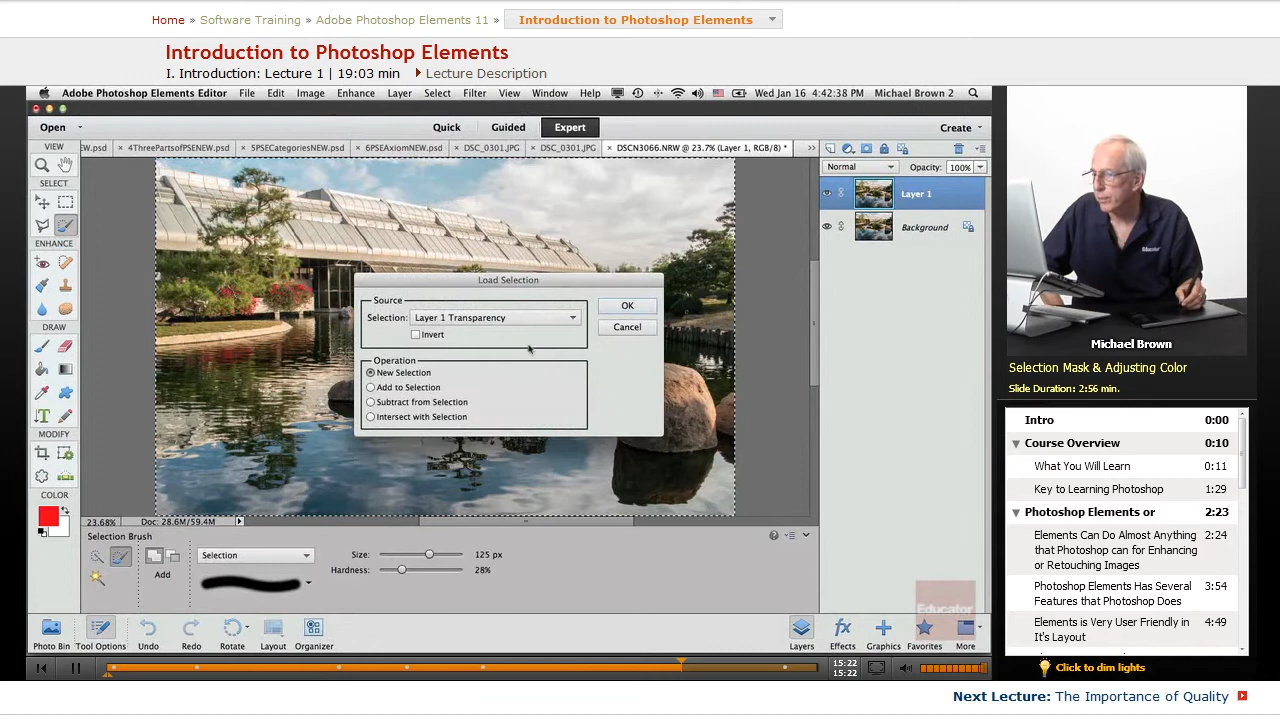 Home » Software Training » Adobe Photoshop Elements 11 » Introduction to Photoshop Elements
Introduction to Photoshop Elements
I. Introduction: Lecture 1 | 19:03 min Lecture Description
Adobe Photoshop Elements Editor File Edit Image Enhance Layer Select Filter View Window Help Wed Jan 16 4:42:38 PM Michael Brown 2
Open Quick Guided Expert Create
EW.psd × 4ThreePartsofPSENEW.psd × 5PSECategoriesNEW.psd × 6PSEAxiomNEW.psd × DSC_0301.JPG × DSC_0301.JPG × DSCN3066.NRW @ 23.7% (Layer 1, RGB/8) *
VIEW
SELECT
ENHANCE
DRAW
MODIFY
COLOR
Normal Opacity: 100%
Layer 1
Background
Load Selection
Source
Selection: Layer 1 Transparency
Invert
OK
Cancel
Operation
New Selection
Add to Selection
Subtract from Selection
Intersect with Selection
23.68% Doc: 28.6M/59.4M
Selection Brush
Add
Selection
Size: 125 px
Hardness: 28%
Educator
Photo Bin Tool Options Undo Redo Rotate Layout Organizer Layers Effects Graphics Favorites More
15:22
15:22
Educator
Michael Brown
Selection Mask & Adjusting Color
Slide Duration: 2:56 min.
Intro 0:00
Course Overview 0:10
What You Will Learn 0:11
Key to Learning Photoshop 1:29
Photoshop Elements or 2:23
Elements Can Do Almost Anything 2:24
that Photoshop can for Enhancing
or Retouching Images
Photoshop Elements Has Several 3:54
Features that Photoshop Does
Elements is Very User Friendly in 4:49
It's Layout
Click to dim lights
Next Lecture: The Importance of Quality